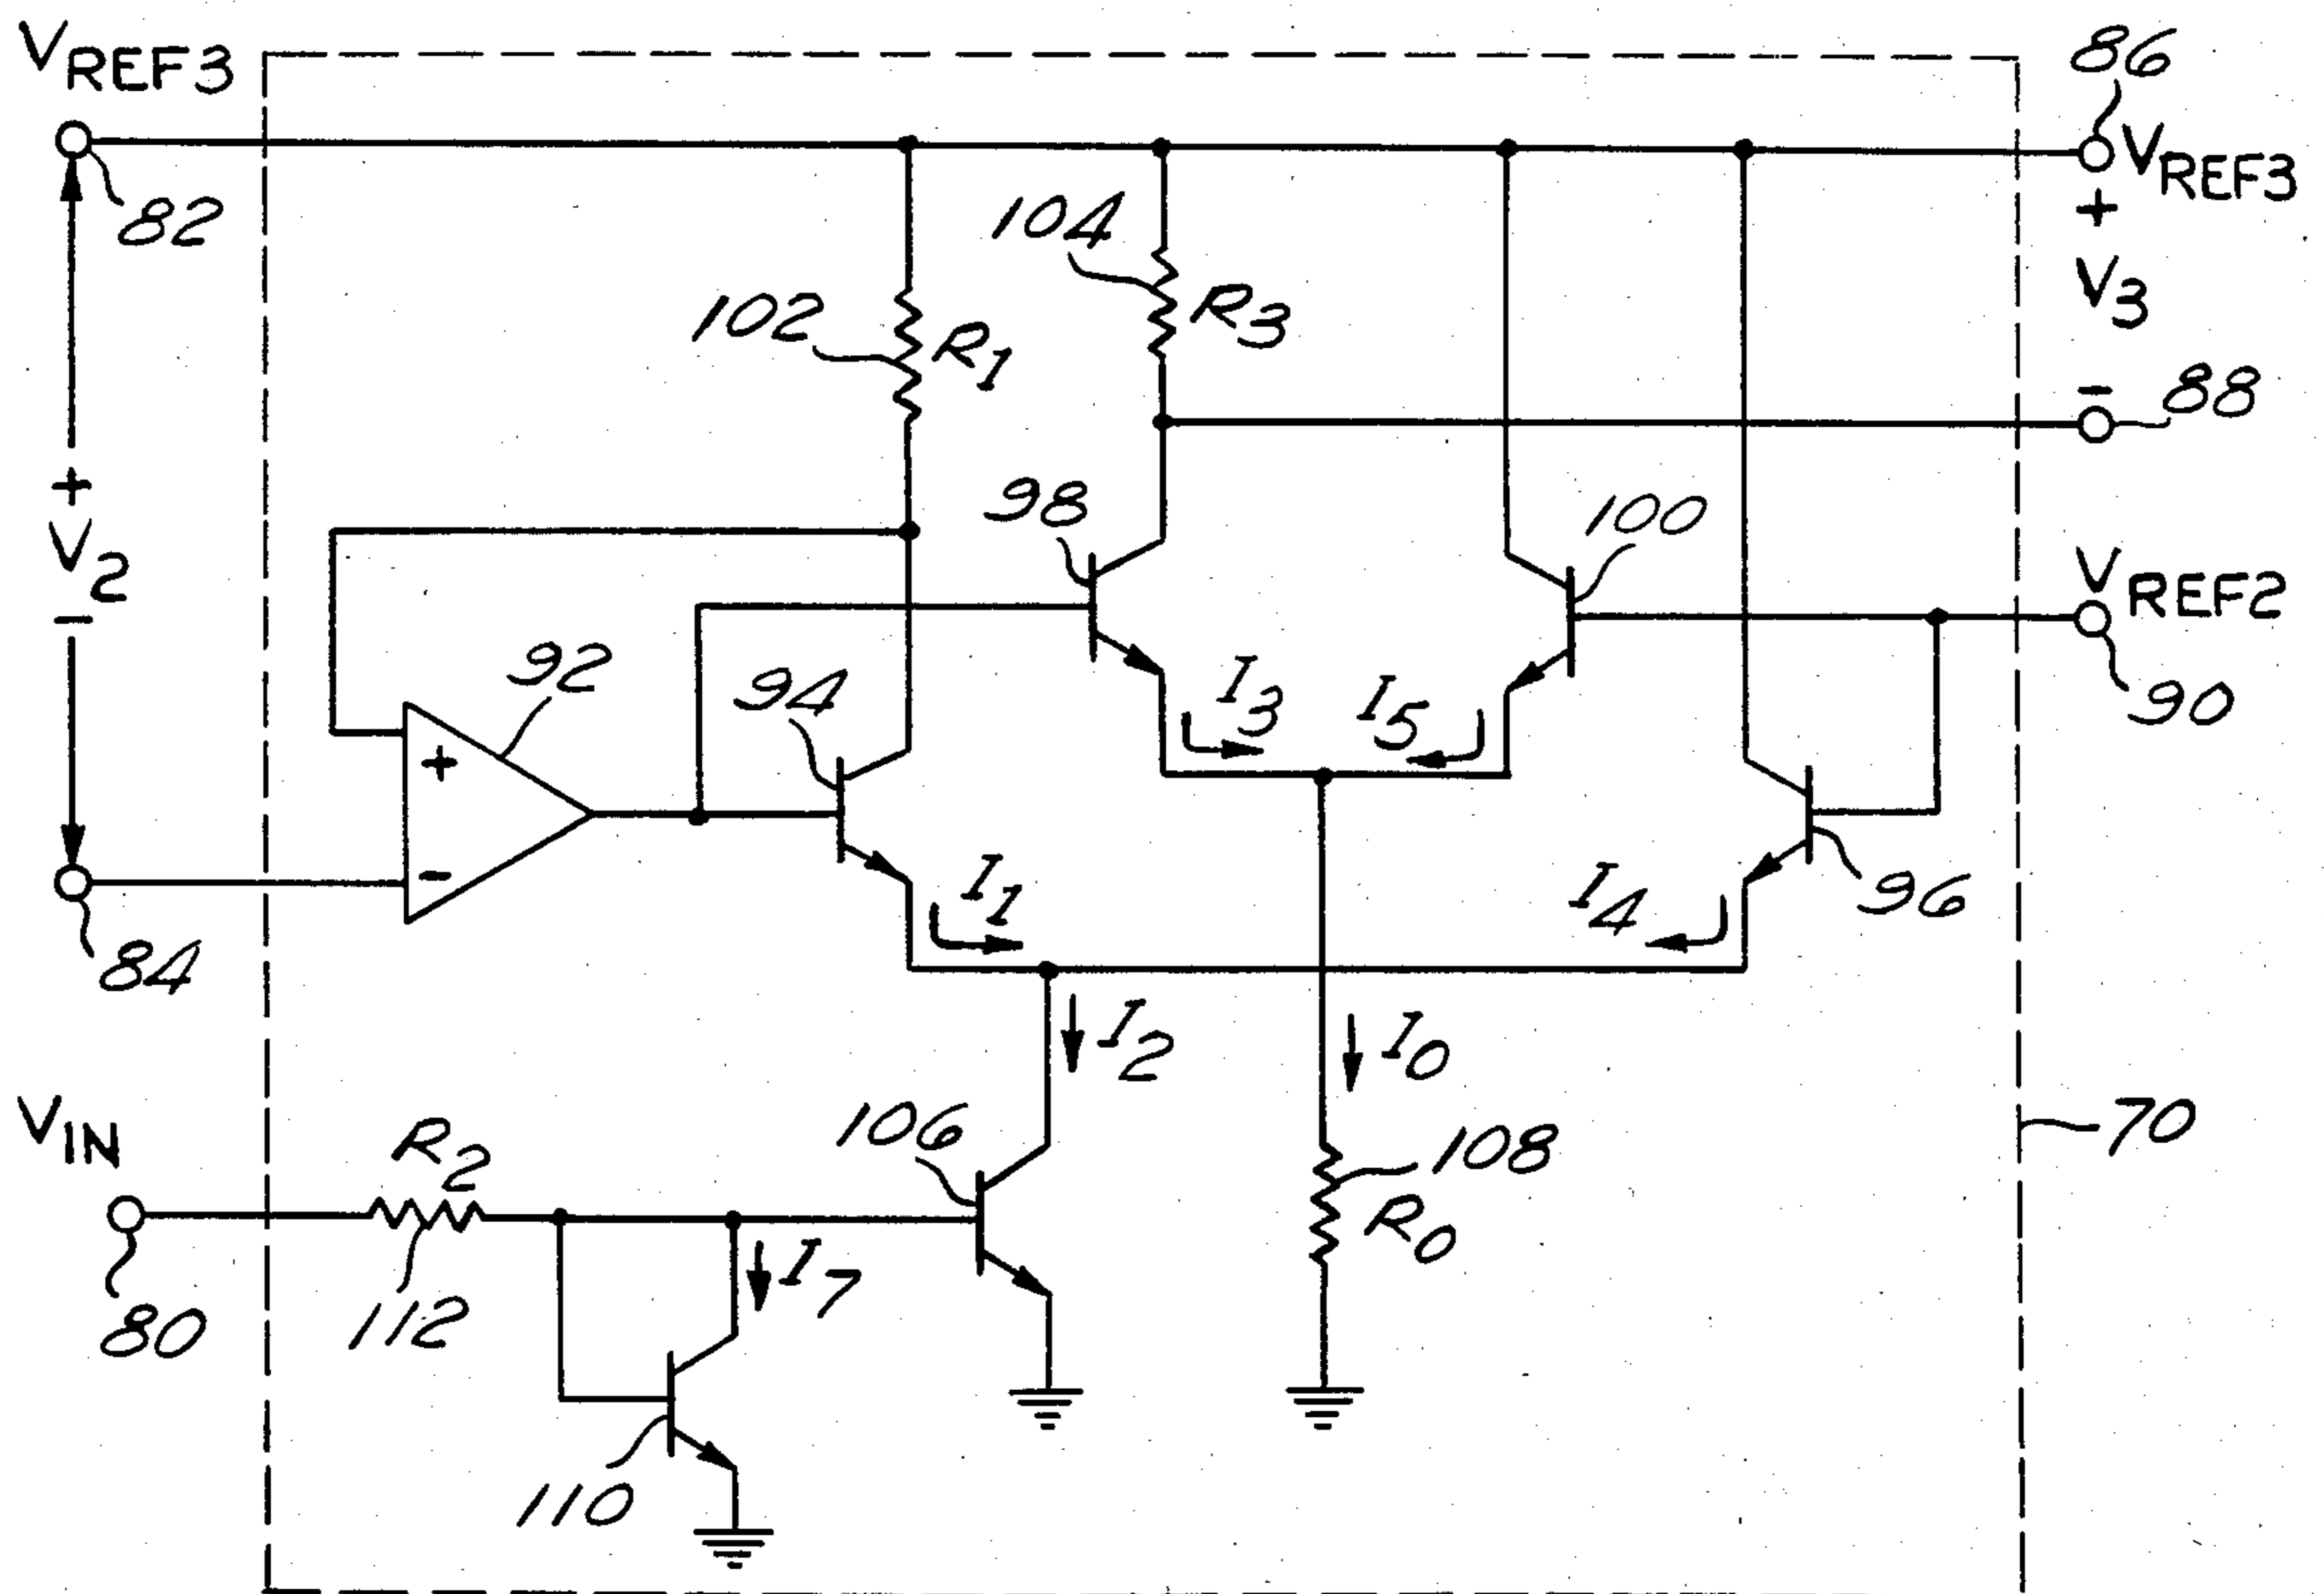 VREF3
86
VREF3
82
+
104
V3
102
R3
R1
-
88
+
98
100
V2
VREF2
-
92
94
I3
I5
90
+
I1
I4
96
-
84
I2
I0
VIN
R2
106
108
70
R0
I7
80
112
110